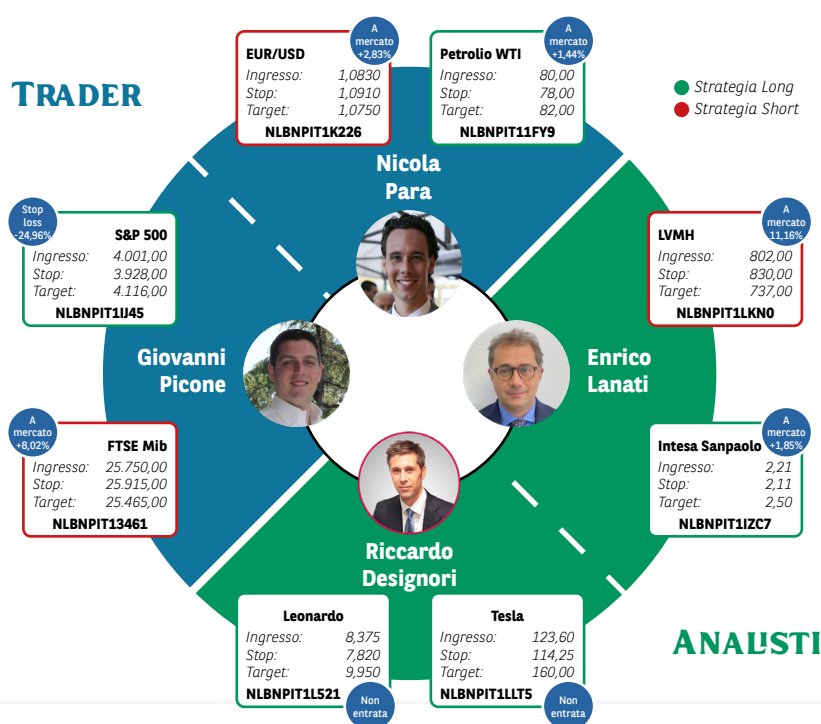 TRADER
A
mercato
+2,83%
EUR/USD
Ingresso: 1,0830
Stop: 1,0910
Target: 1,0750
NLBNPIT1K226
A
mercato
+1,44%
Petrolio WTI
Ingresso: 80,00
Stop: 78,00
Target: 82,00
NLBNPIT11FY9
Strategia Long
Strategia Short
Nicola
Para
Stop
loss
-24,96%
S&P 500
Ingresso: 4.001,00
Stop: 3.928,00
Target: 4.116,00
NLBNPIT1IJ45
A
mercato
11,16%
LVMH
Ingresso: 802,00
Stop: 830,00
Target: 737,00
NLBNPIT1LKN0
Giovanni
Picone
Enrico
Lanati
A
mercato
+8,02%
FTSE Mib
Ingresso: 25.750,00
Stop: 25.915,00
Target: 25.465,00
NLBNPIT13461
A
mercato
+1,85%
Intesa Sanpaolo
Ingresso: 2,21
Stop: 2,11
Target: 2,50
NLBNPIT1IZC7
Riccardo
Designori
Leonardo
Ingresso: 8,375
Stop: 7,820
Target: 9,950
NLBNPIT1L521
Non
entrata
Tesla
Ingresso: 123,60
Stop: 114,25
Target: 160,00
NLBNPIT1LLT5
Non
entrata
ANALISTI